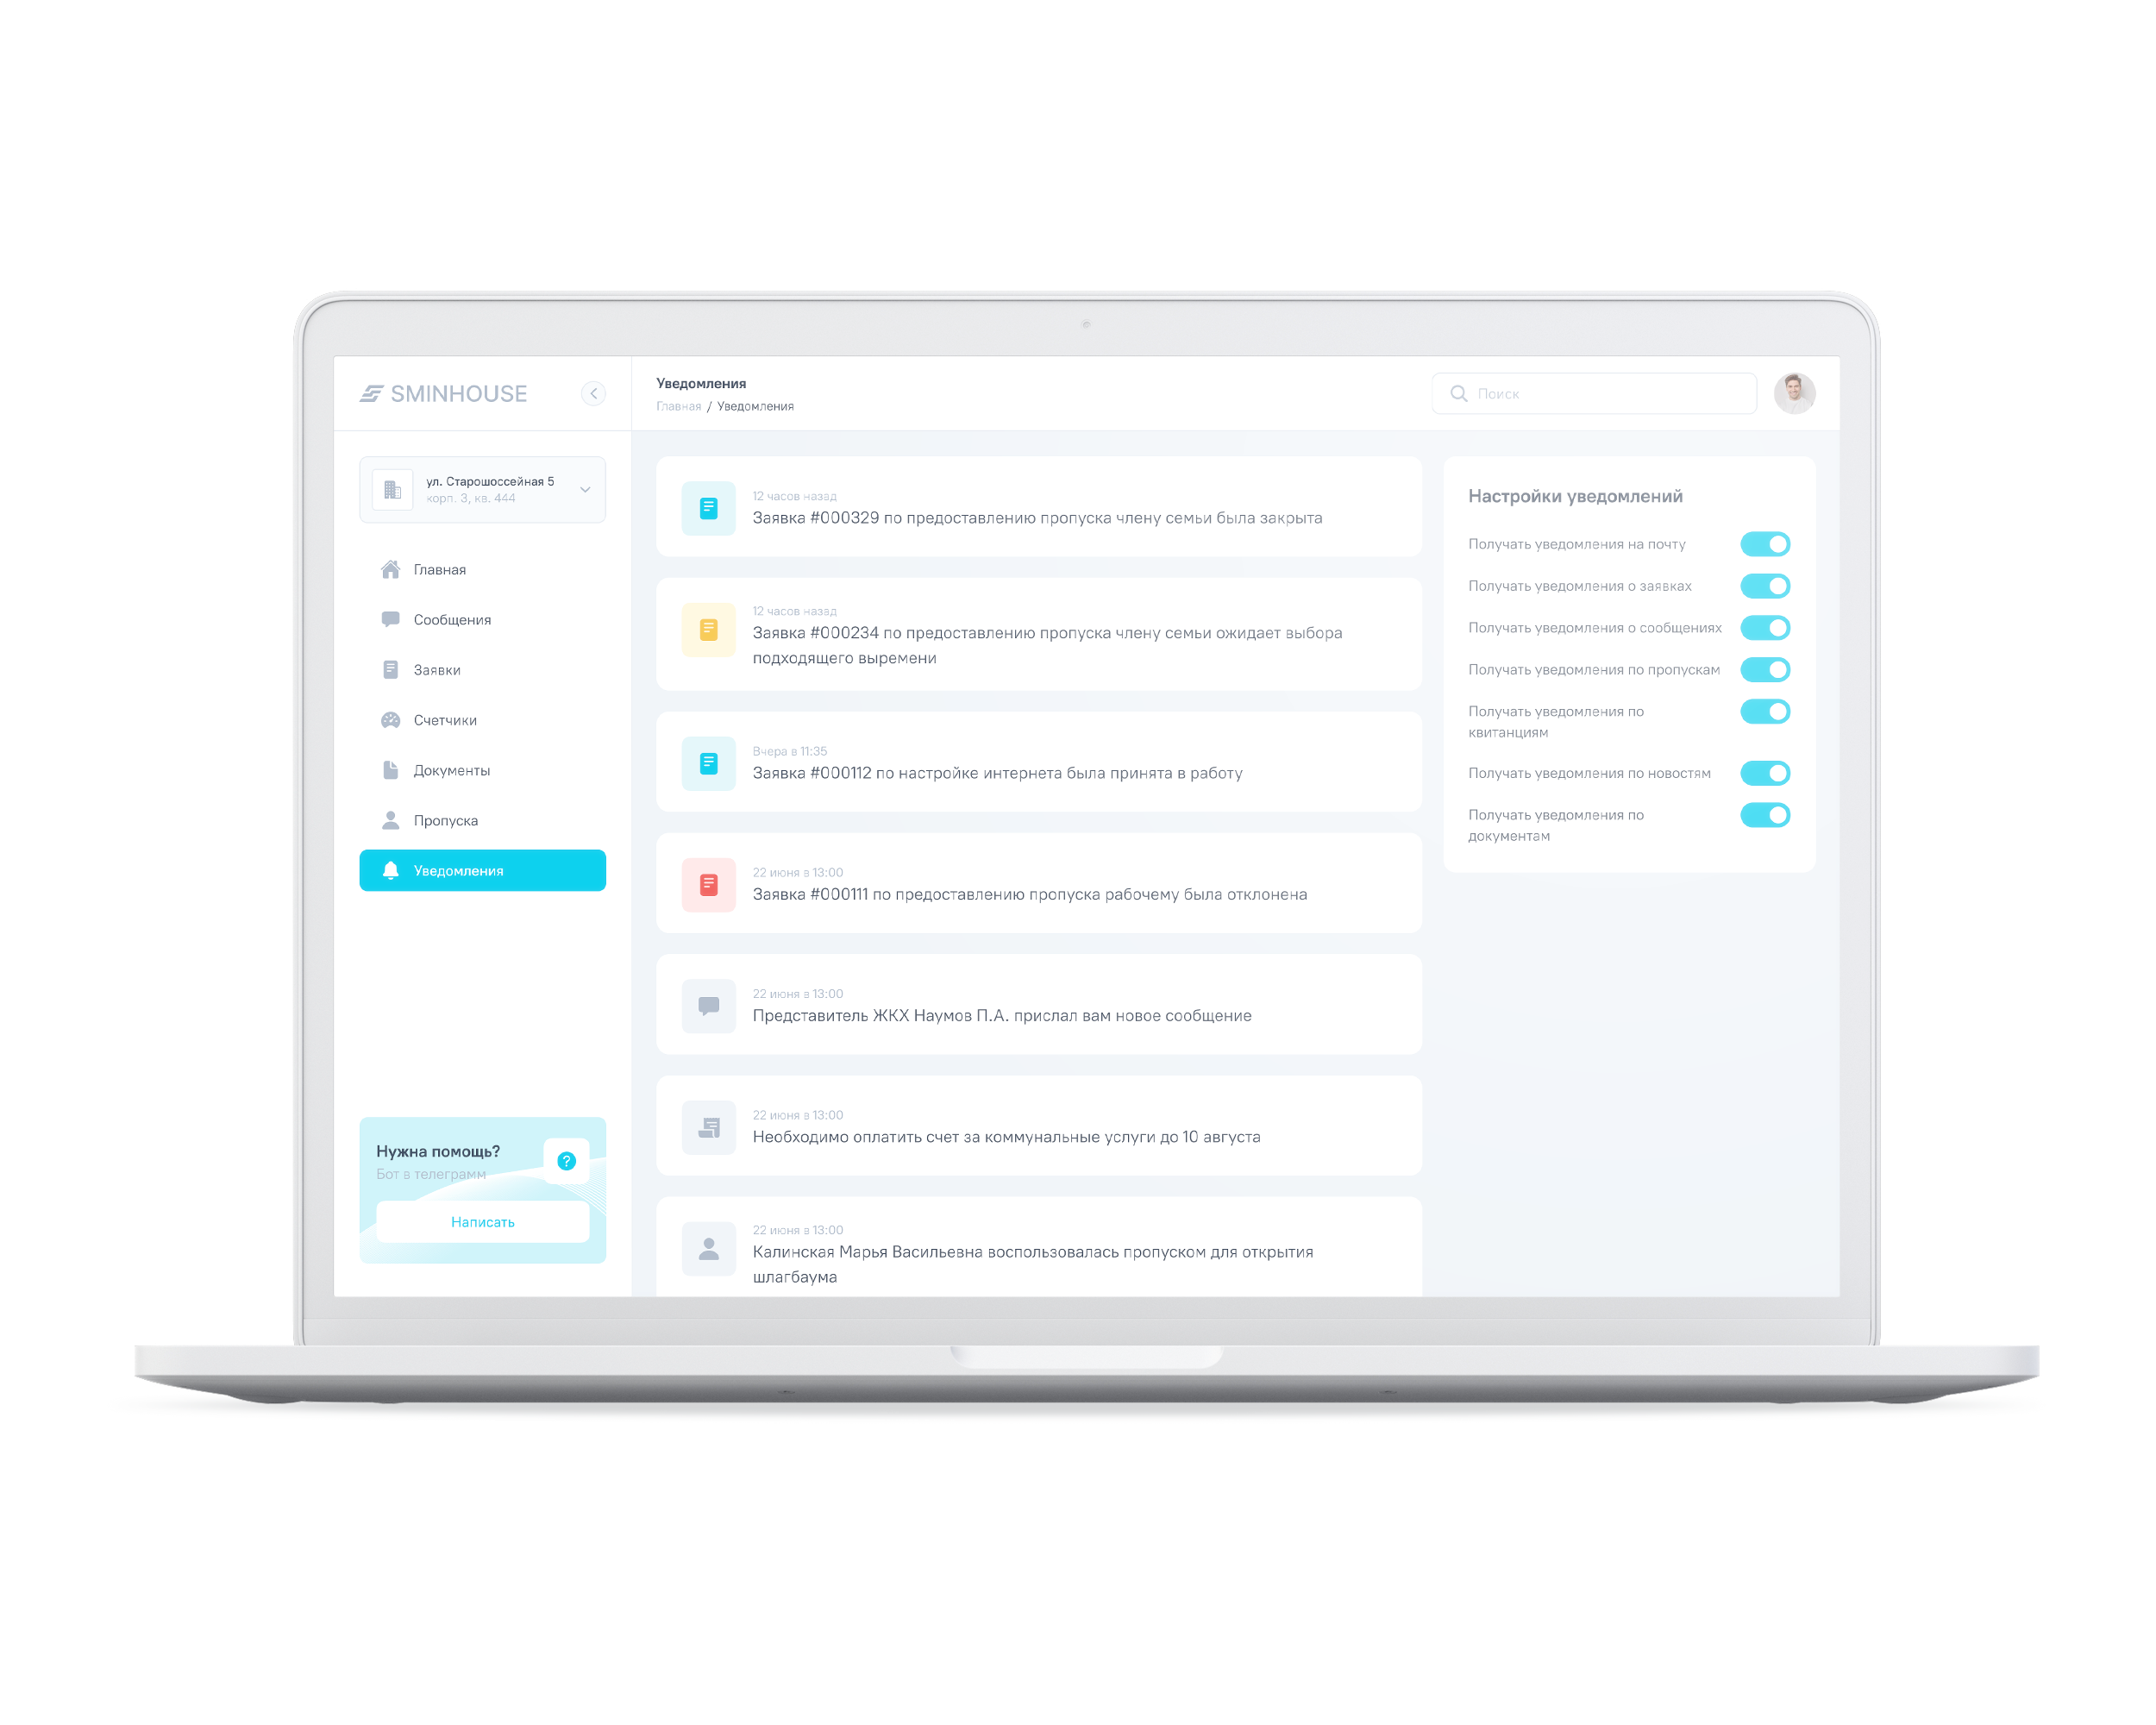 SMINHOUSE
ул. Старошоссейная 5
корп. 3, кв. 444
Главная
Сообщения
Заявки
Счетчики
Документы
Пропуска
Уведомления
Нужна помощь?
Бот в телеграмм
?
Написать
Уведомления
Главная / Уведомления
Поиск
12 часов назад
Заявка #000329 по предоставлению пропуска члену семьи была закрыта
12 часов назад
Заявка #000234 по предоставлению пропуска члену семьи ожидает выбора
подходящего выремени
Вчера в 11:35
Заявка #000112 по настройке интернета была принята в работу
22 июня в 13:00
Заявка #000111 по предоставлению пропуска рабочему была отклонена
22 июня в 13:00
Представитель ЖКХ Наумов П.А. прислал вам новое сообщение
22 июня в 13:00
Необходимо оплатить счет за коммунальные услуги до 10 августа
22 июня в 13:00
Калинская Марья Васильевна воспользовалась пропуском для открытия
шлагбаума
Настройки уведомлений
Получать уведомления на почту
Получать уведомления о заявках
Получать уведомления о сообщениях
Получать уведомления по пропускам
Получать уведомления по
квитанциям
Получать уведомления по новостям
Получать уведомления по
документам